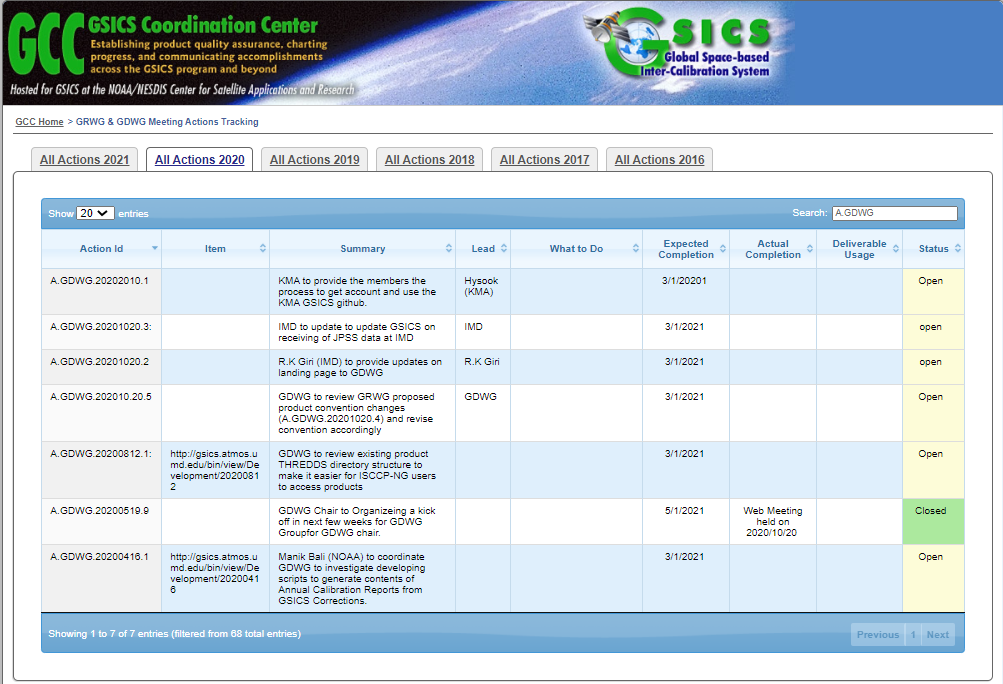 GCC
GSICS Coordination Center
Establishing product quality assurance, charting
progress, and communicating accomplishments
across the GSICS program and beyond
Hosted for GSICS at the NOAA/NESDIS Center for Satellite Applications and Research
GSICS
Global Space-based
Inter-Calibration System
GCC Home > GRWG & GDWG Meeting Actions Tracking
All Actions 2021 All Actions 2020 All Actions 2019 All Actions 2018 All Actions 2017 All Actions 2016
Show 20 entries Search: A.GDWG
Action Id Item Summary Lead What to Do Expected Completion Actual Completion Deliverable Usage Status
A.GDWG.20202010.1
KMA to provide the members the
process to get account and use the
KMA GSICS github.
Hysook
(KMA)
3/1/20201
Open
A.GDWG.20201020.3:
IMD to update to update GSICS on
receiving of JPSS data at IMD
IMD
3/1/2021
open
A.GDWG.20201020.2
R.K Giri (IMD) to provide updates on
landing page to GDWG
R.K Giri
3/1/2021
open
A.GDWG.202010.20.5
GDWG to review GRWG proposed
product convention changes
(A.GDWG.20201020.4) and revise
convention accordingly
GDWG
3/1/2021
Open
A.GDWG.20200812.1:
http://gsics.atmos.u
md.edu/bin/view/De
velopment/2020081
2
GDWG to review existing product
THREDDS directory structure to
make it easier for ISCCP-NG users
to access products
3/1/2021
Open
A.GDWG.20200519.9
GDWG Chair to Organizeing a kick
off in next few weeks for GDWG
Groupfor GDWG chair.
5/1/2021
Web Meeting
held on
2020/10/20
Closed
A.GDWG.20200416.1
http://gsics.atmos.u
md.edu/bin/view/De
velopment/2020041
6
Manik Bali (NOAA) to coordinate
GDWG to investigate developing
scripts to generate contents of
Annual Calibration Reports from
GSICS Corrections.
3/1/2021
Open
Showing 1 to 7 of 7 entries (filtered from 68 total entries)
Previous 1 Next